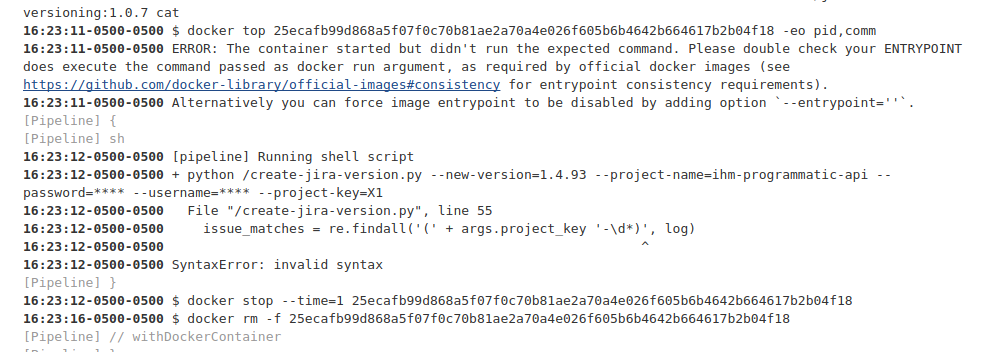 versioning:1.0.7 cat
16:23:11-0500-0500 $ docker top 25ecafb99d868a5f07f0c70b81ae2a70a4e026f605b6b4642b664617b2b04f18 -eo pid,comm
16:23:11-0500-0500 ERROR: The container started but didn't run the expected command. Please double check your ENTRYPOINT
does execute the command passed as docker run argument, as required by official docker images (see
https://github.com/docker-library/official-images#consistency for entrypoint consistency requirements).
16:23:11-0500-0500 Alternatively you can force image entrypoint to be disabled by adding option `--entrypoint=''`.
[Pipeline] {
[Pipeline] sh
16:23:12-0500-0500 [pipeline] Running shell script
16:23:12-0500-0500 + python /create-jira-version.py --new-version=1.4.93 --project-name=ihm-programmatic-api --
password=**** --username=**** --project-key=X1
16:23:12-0500-0500   File "/create-jira-version.py", line 55
16:23:12-0500-0500     issue_matches = re.findall('(' + args.project_key '-\d*)', log)
16:23:12-0500-0500                                                             ^
16:23:12-0500-0500 SyntaxError: invalid syntax
[Pipeline] }
16:23:12-0500-0500 $ docker stop --time=1 25ecafb99d868a5f07f0c70b81ae2a70a4e026f605b6b4642b664617b2b04f18
16:23:16-0500-0500 $ docker rm -f 25ecafb99d868a5f07f0c70b81ae2a70a4e026f605b6b4642b664617b2b04f18
[Pipeline] // withDockerContainer